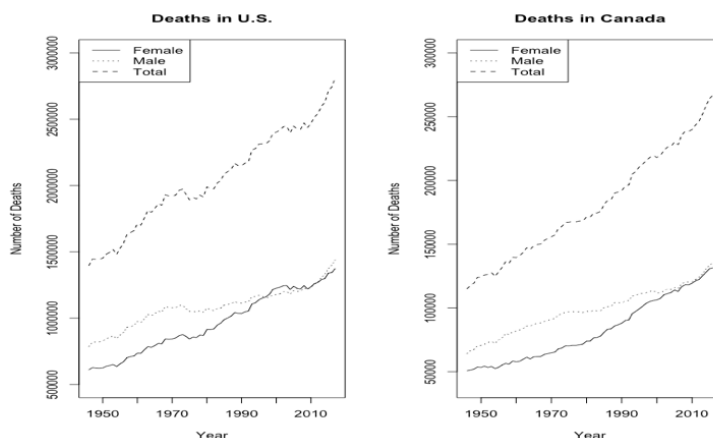 Deaths in U.S.
Female
Male
Total
Number of Deaths
3000000
2500000
2000000
1500000
1000000
500000
1950
1970
1990
2010
Year
Deaths in Canada
Female
Male
Total
Number of Deaths
300000
250000
200000
150000
100000
50000
1950
1970
1990
2010
Year